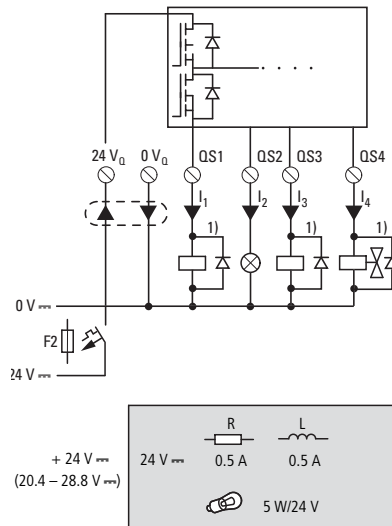 24 VQ 0 VQ QS1 QS2 QS3 QS4
I1 I2 I3 I4
1) 1) 1)
0 V ⎓
F2
24 V ⎓
R L
+ 24 V ⎓ 24 V ⎓ 0.5 A 0.5 A
(20.4 – 28.8 V ⎓)
5 W/24 V